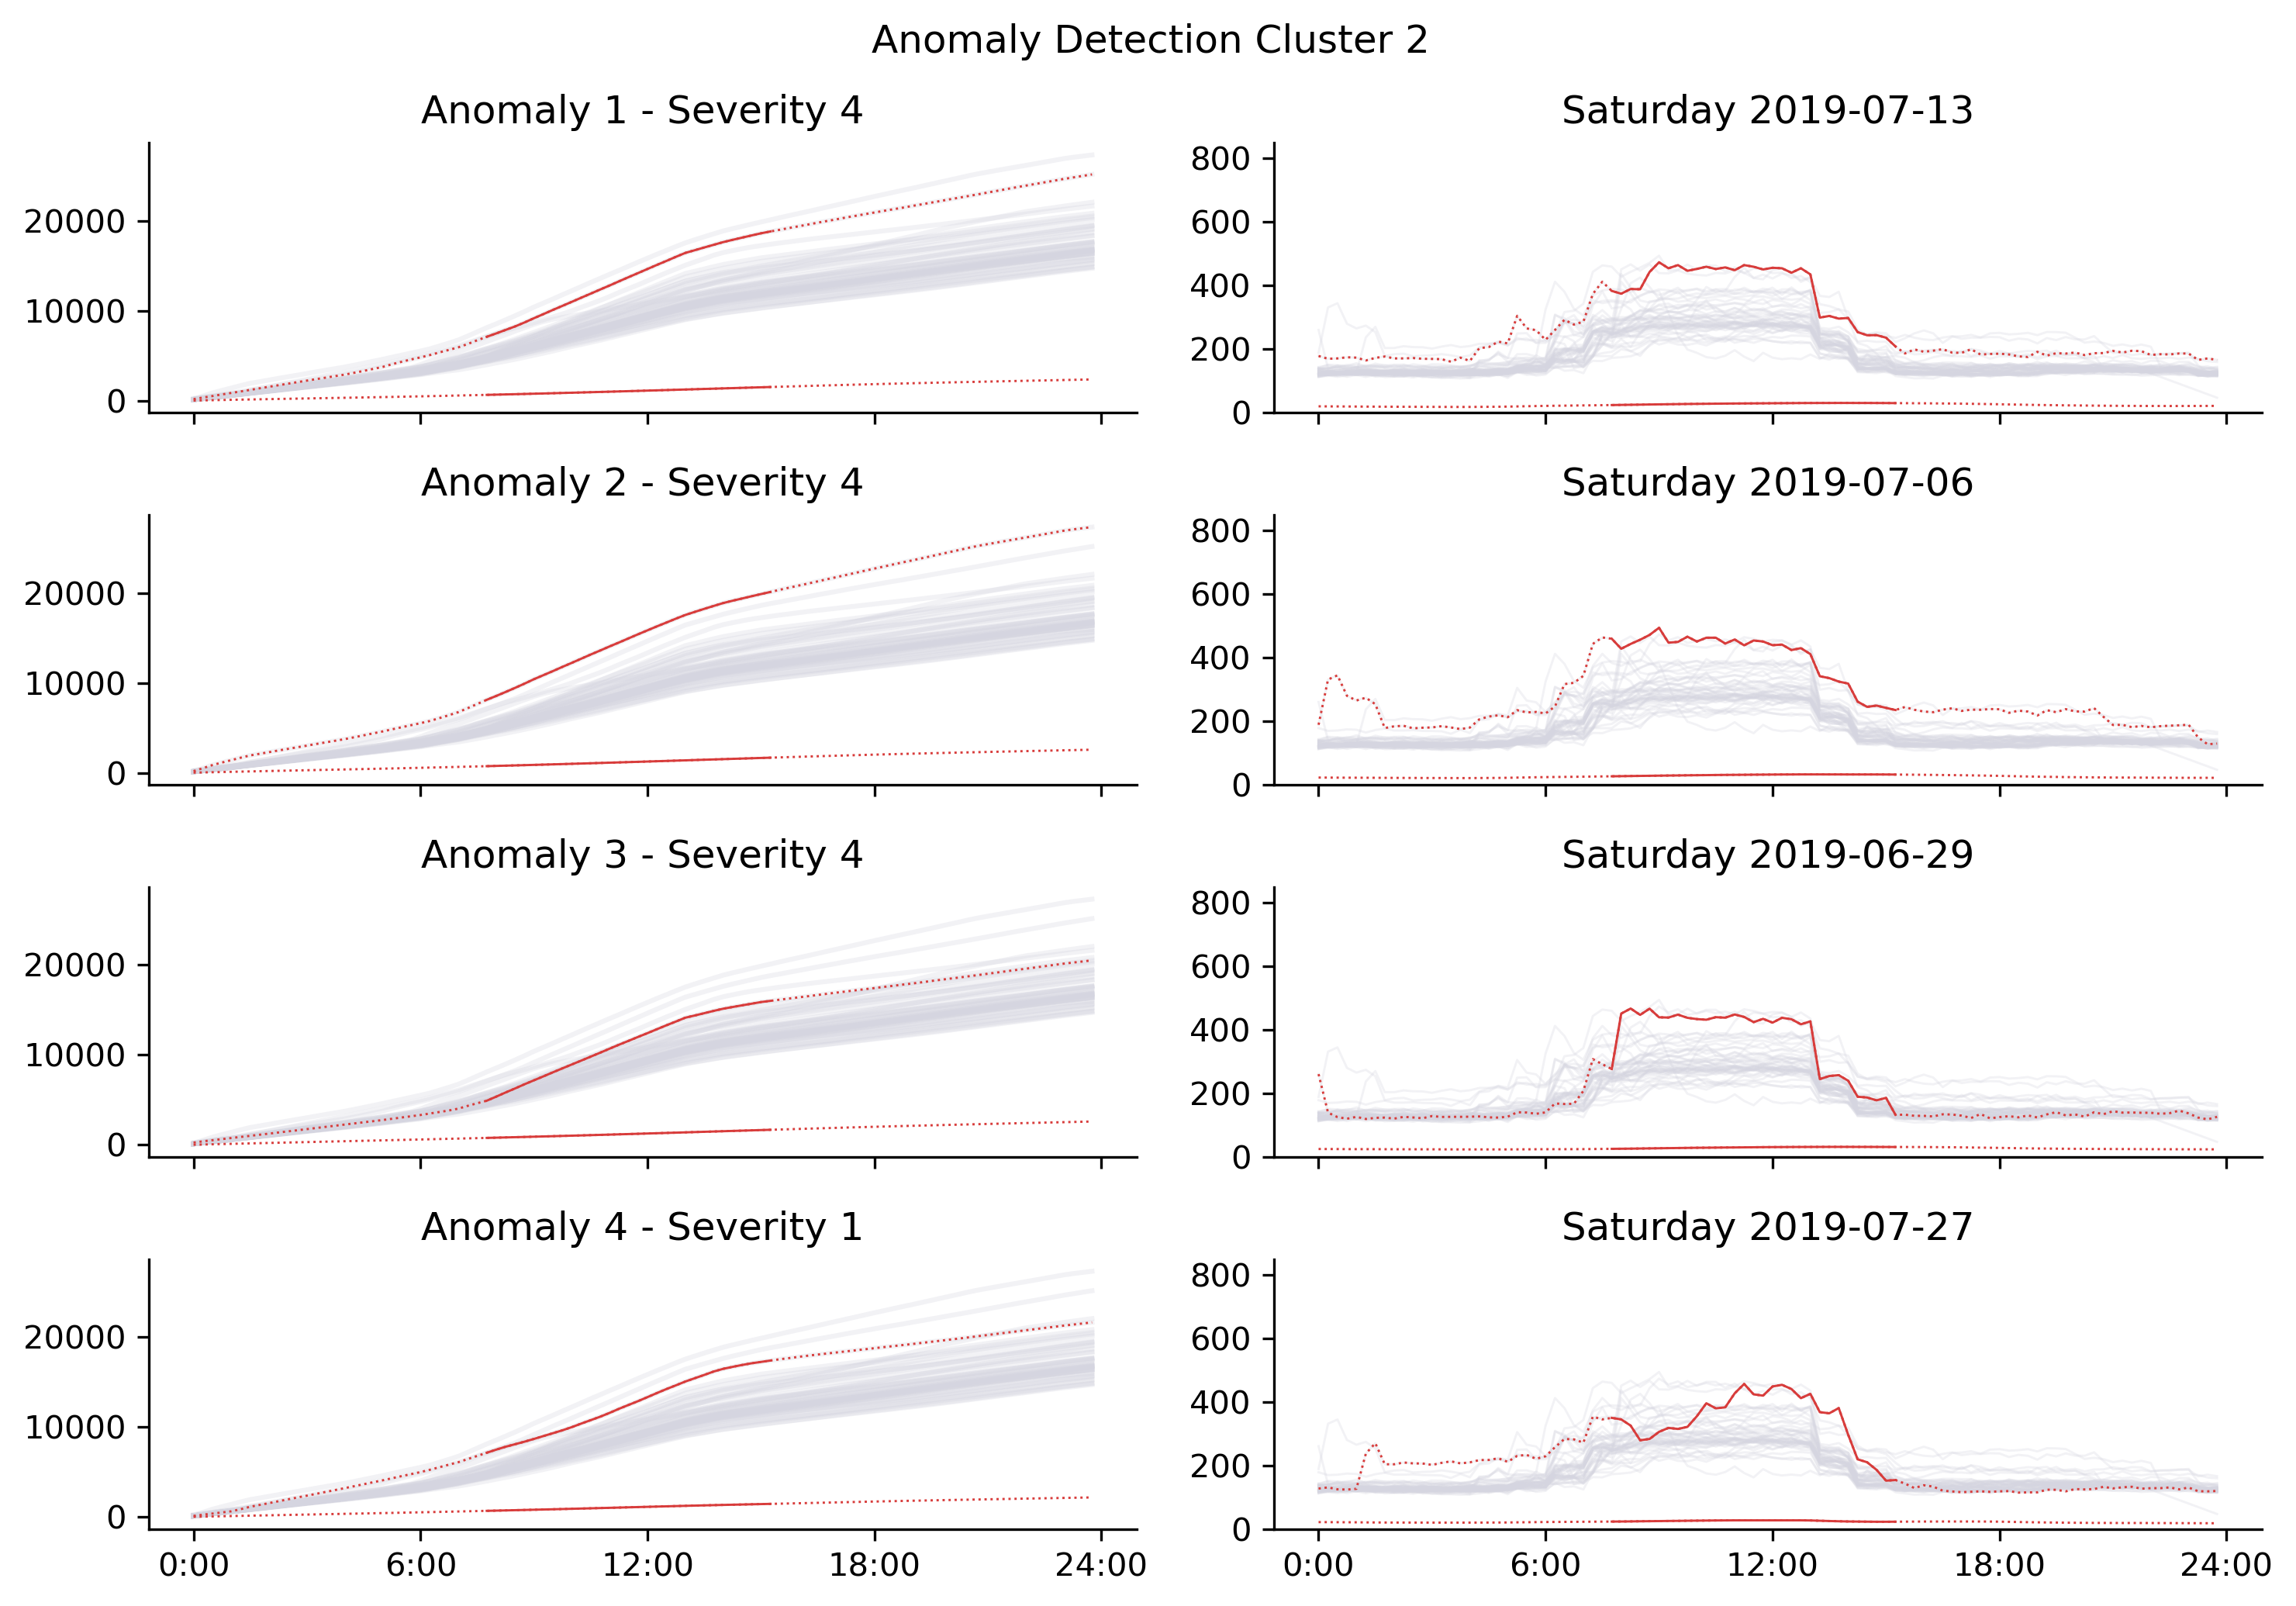 Anomaly Detection Cluster 2
Anomaly 1 - Severity 4
Saturday 2019-07-13
20000
10000
0
800
600
400
200
0
Anomaly 2 - Severity 4
Saturday 2019-07-06
20000
10000
0
800
600
400
200
0
Anomaly 3 - Severity 4
Saturday 2019-06-29
20000
10000
0
800
600
400
200
0
Anomaly 4 - Severity 1
Saturday 2019-07-27
20000
10000
0
800
600
400
200
0
0:00 6:00 12:00 18:00 24:00
0:00 6:00 12:00 18:00 24:00